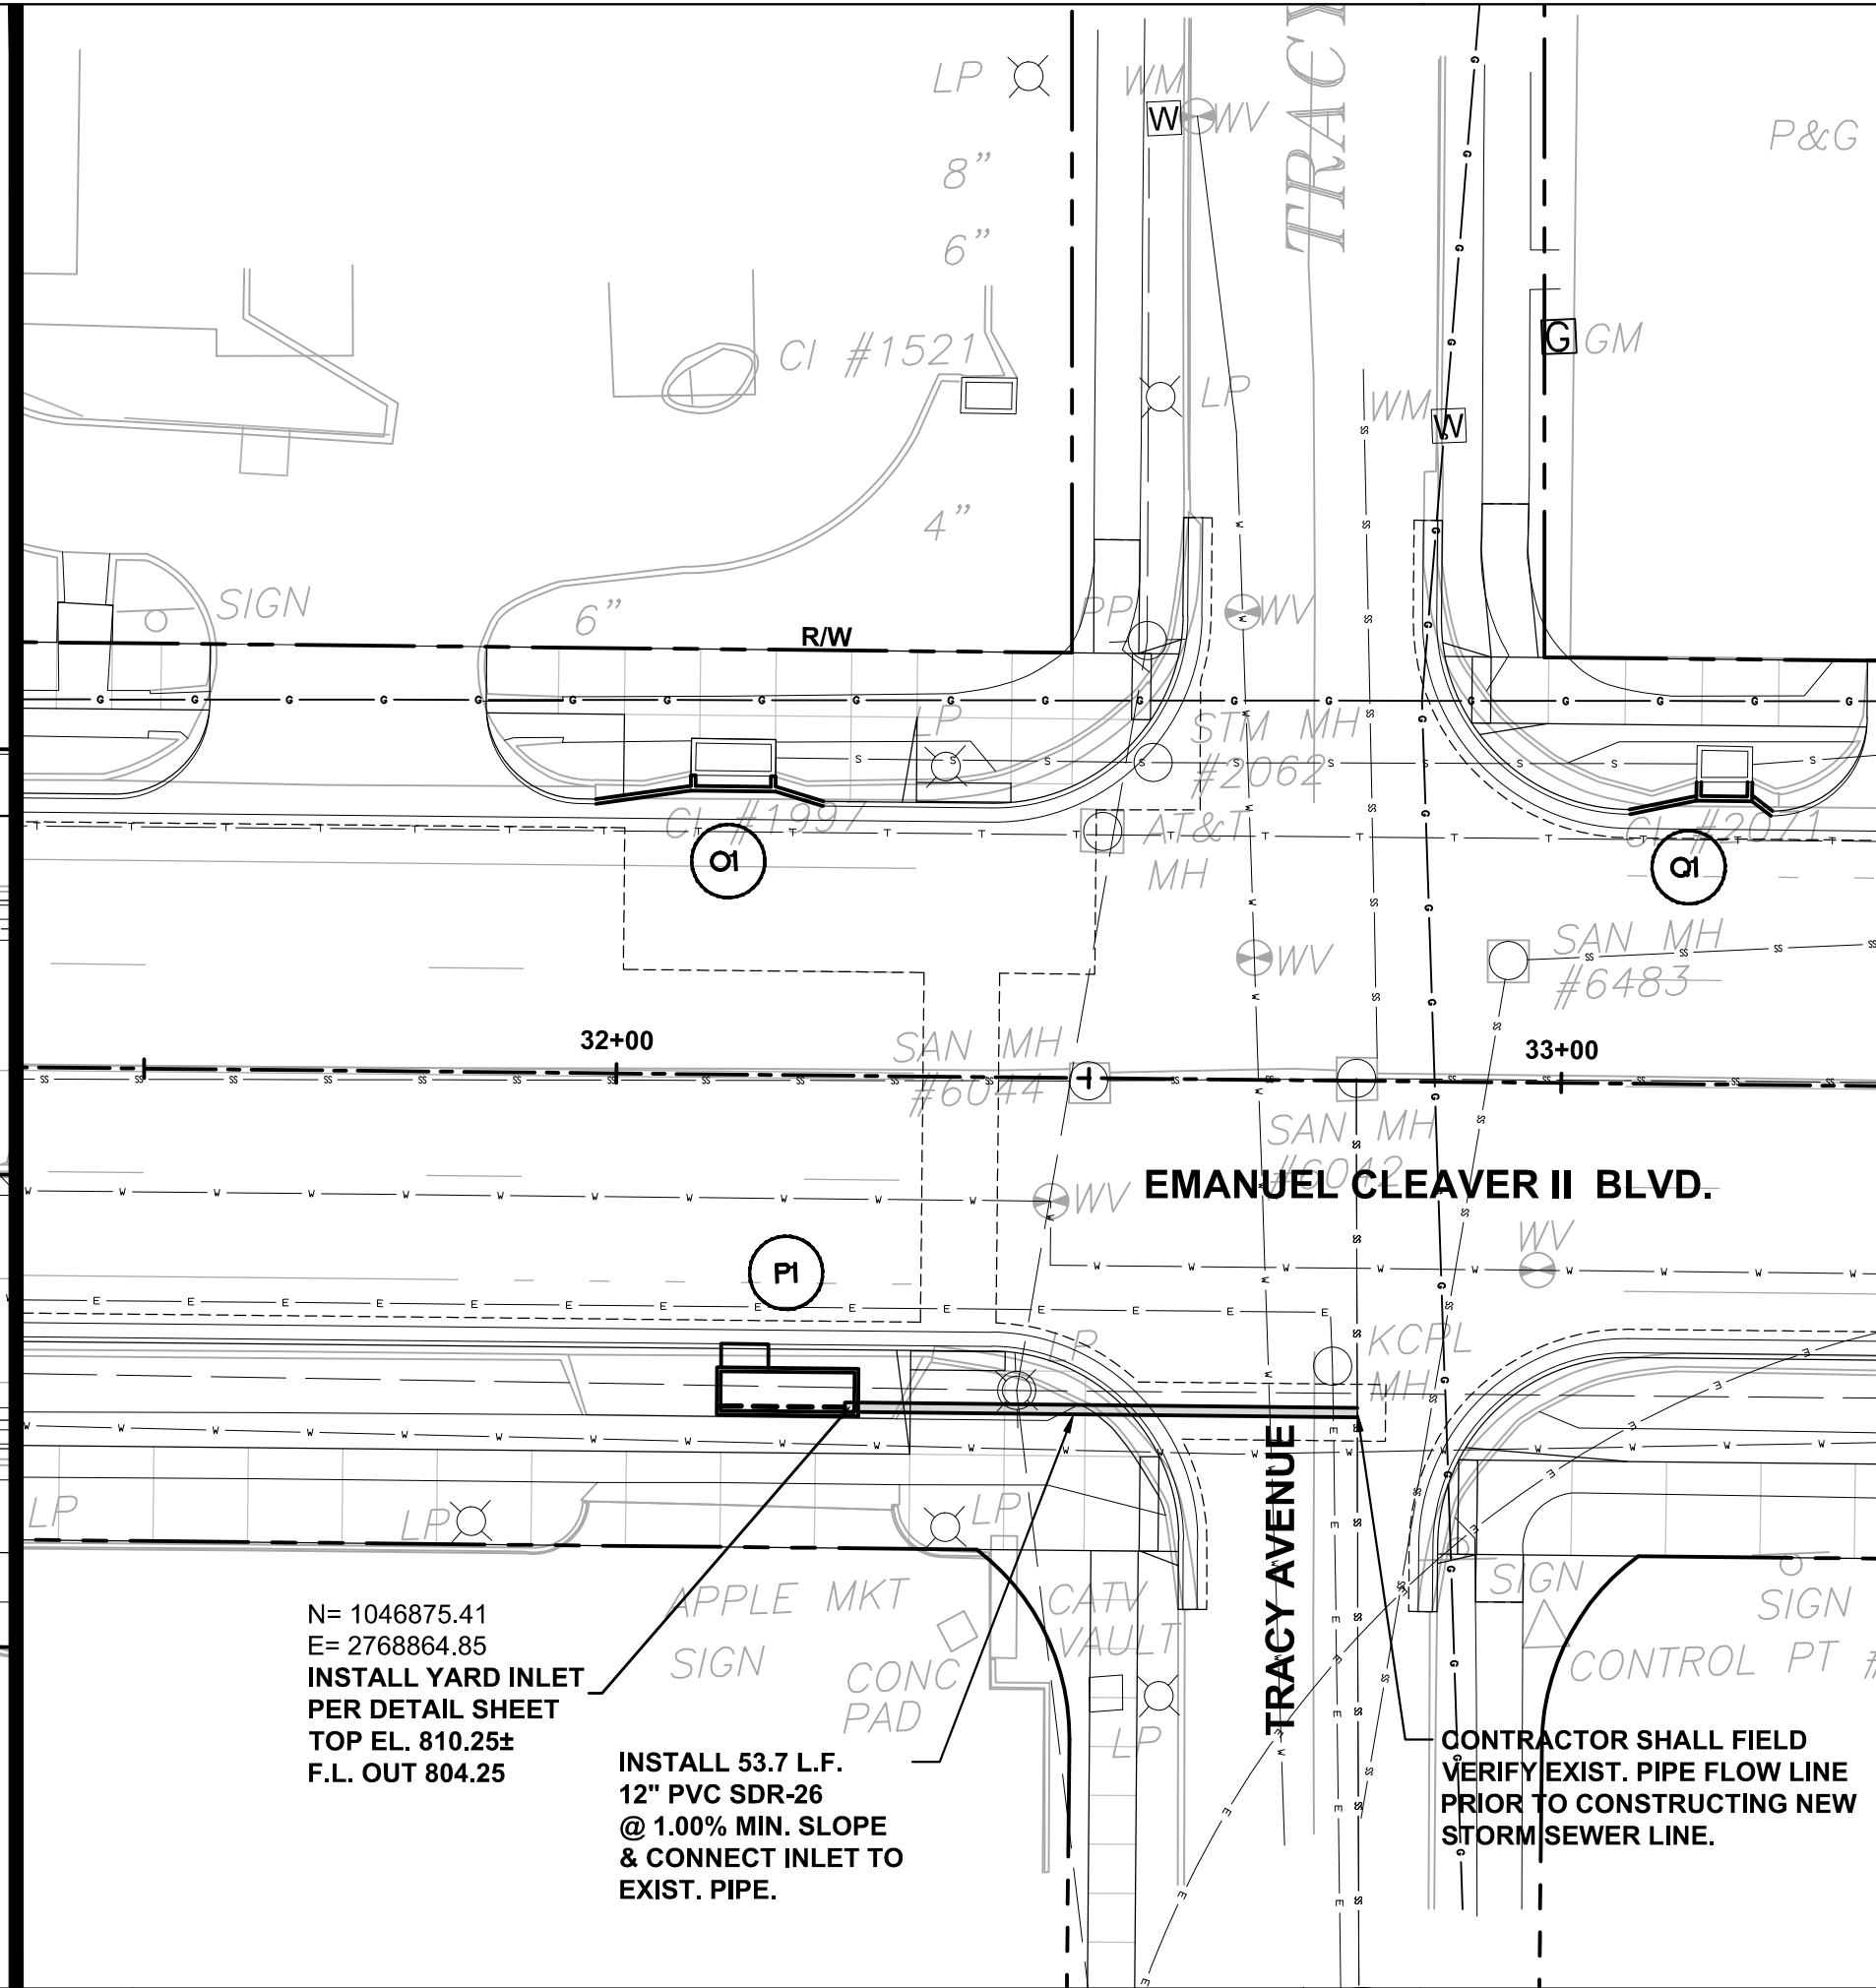 TRACY
LP
WM
W
WV
8”
6”
P&G
CI #1521
LP
WM
W
G GM
4”
SIGN
6”
R/W
PP
WV
LP
STM MH
#2062
CI #1997
O1
AT&T
MH
CI #2071
Q1
WV
SAN MH
#6483
32+00
33+00
SAN MH
#6044
SAN MH
#6042
EMANUEL CLEAVER II BLVD.
WV
WV
P1
LP
KCPL
MH
TRACY AVENUE
LP
LP
LP
APPLE MKT
SIGN
CONC
PAD
CATV
VAULT
LP
SIGN
SIGN
CONTROL PT #
N= 1046875.41
E= 2768864.85
INSTALL YARD INLET
PER DETAIL SHEET
TOP EL. 810.25±
F.L. OUT 804.25
INSTALL 53.7 L.F.
12" PVC SDR-26
@ 1.00% MIN. SLOPE
& CONNECT INLET TO
EXIST. PIPE.
CONTRACTOR SHALL FIELD
VERIFY EXIST. PIPE FLOW LINE
PRIOR TO CONSTRUCTING NEW
STORM SEWER LINE.